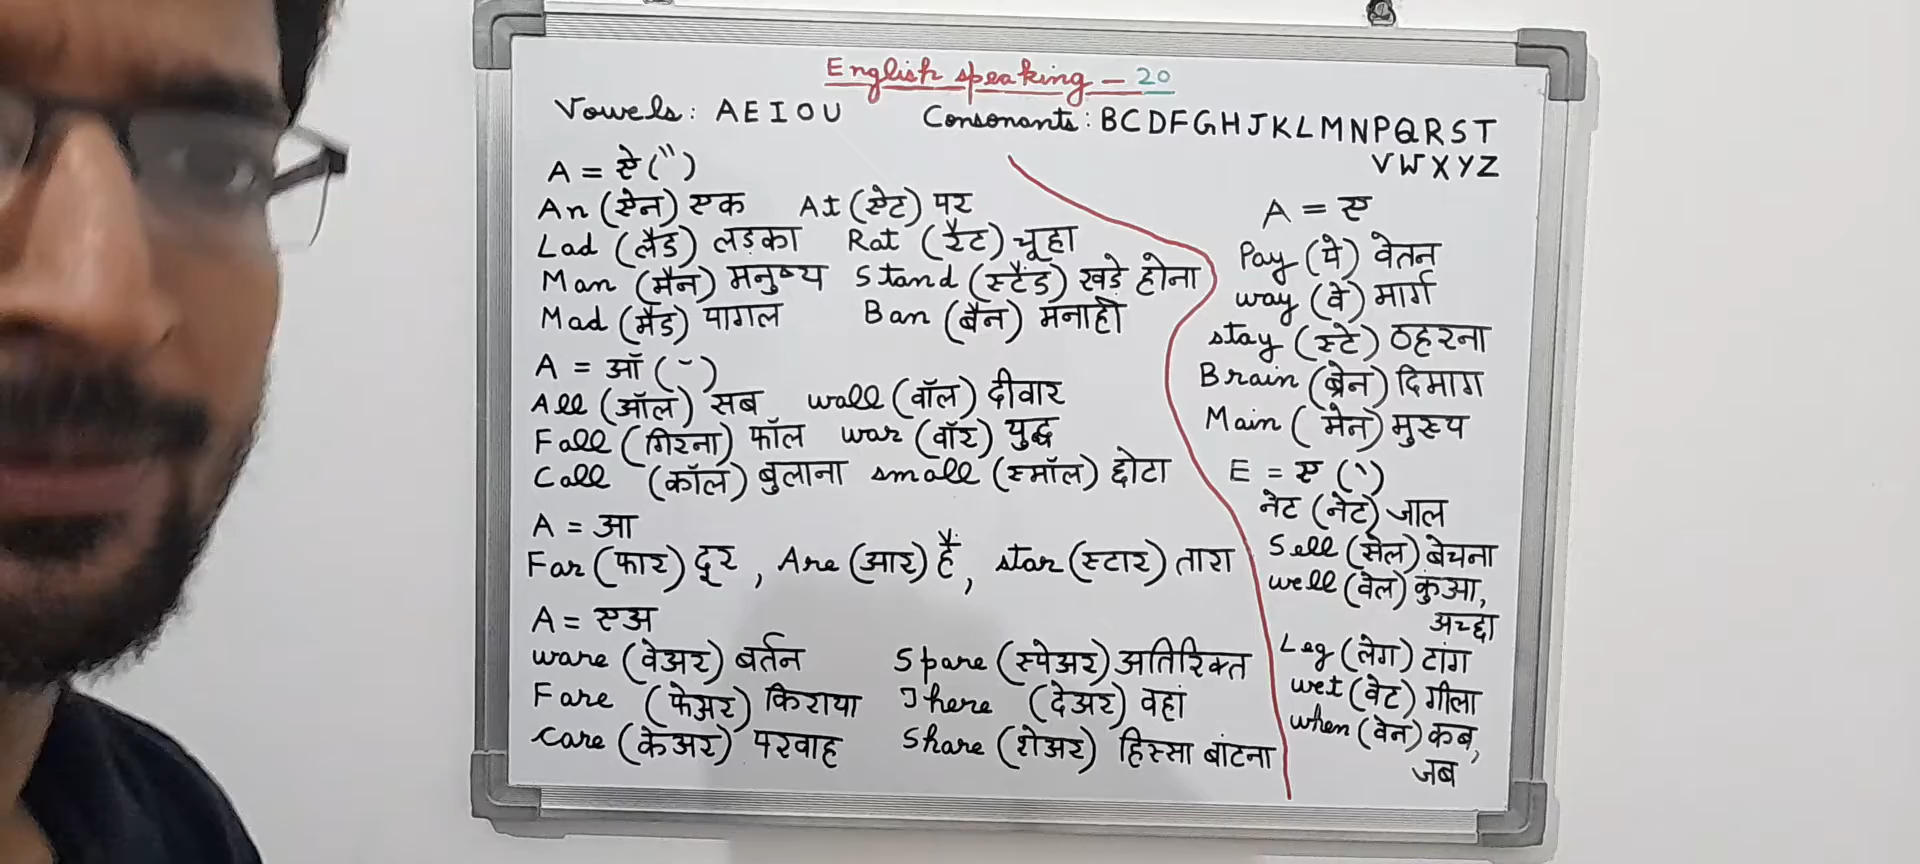 English speaking - 20
Vowels: A E I O U
Consonants: B C D F G H J K L M N P Q R S T
V W X Y Z
A = ऐ (ै)
An (ऐन) एक At (ऐट) पर
Lad (लैड) लड़का Rat (रैट) चूहा
Man (मैन) मनुष्य Stand (स्टैंड) खड़े होना
Mad (मैड) पागल Ban (बैन) मनाही
A = ऑ (ॅ)
All (ऑल) सब wall (वॉल) दीवार
Fall (गिरना) फॉल war (वॉर) युद्ध
Call (कॉल) बुलाना small (स्मॉल) छोटा
A = आ
Far (फार) दूर, Are (आर) हैं, star (स्टार) तारा
A = एअ
ware (वेअर) बर्तन Spare (स्पेअर) अतिरिक्त
Fare (फेअर) किराया There (देअर) वहां
care (केअर) परवाह Share (शेअर) हिस्सा बांटना
A = ए
Pay (पे) वेतन
way (वे) मार्ग
stay (स्टे) ठहरना
Brain (ब्रेन) दिमाग
Main (मेन) मुख्य
E = ए (े)
नेट (नेट) जाल
Sell (सेल) बेचना
well (वेल) कुंआ,
अच्छा
Leg (लेग) टांग
wet (वेट) गीला
when (वेन) कब,
जब